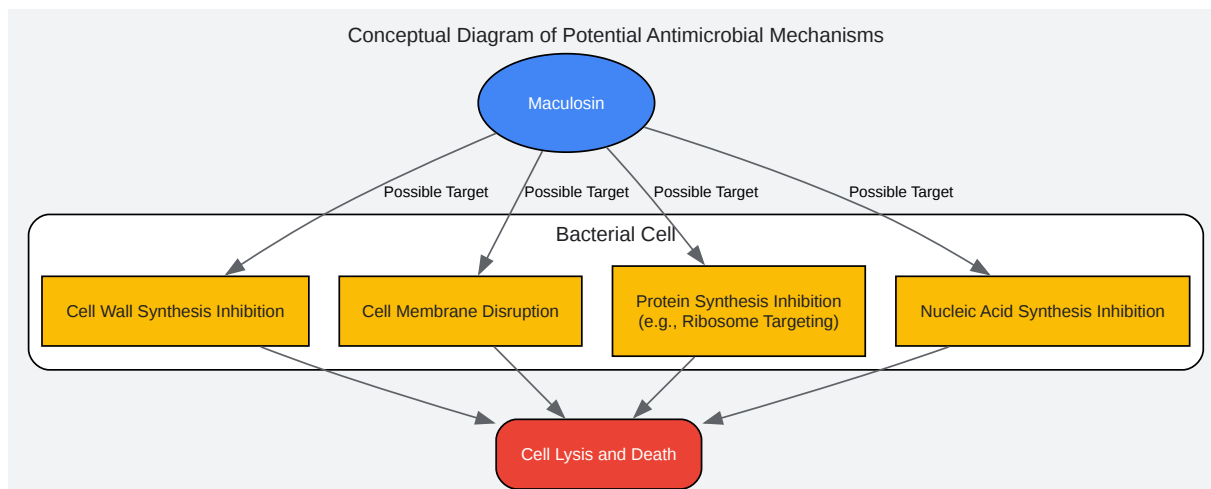 Conceptual Diagram of Potential Antimicrobial Mechanisms
Maculosin
Possible Target
Possible Target
Possible Target
Possible Target
Bacterial Cell
Cell Wall Synthesis Inhibition
Cell Membrane Disruption
Protein Synthesis Inhibition
(e.g., Ribosome Targeting)
Nucleic Acid Synthesis Inhibition
Cell Lysis and Death